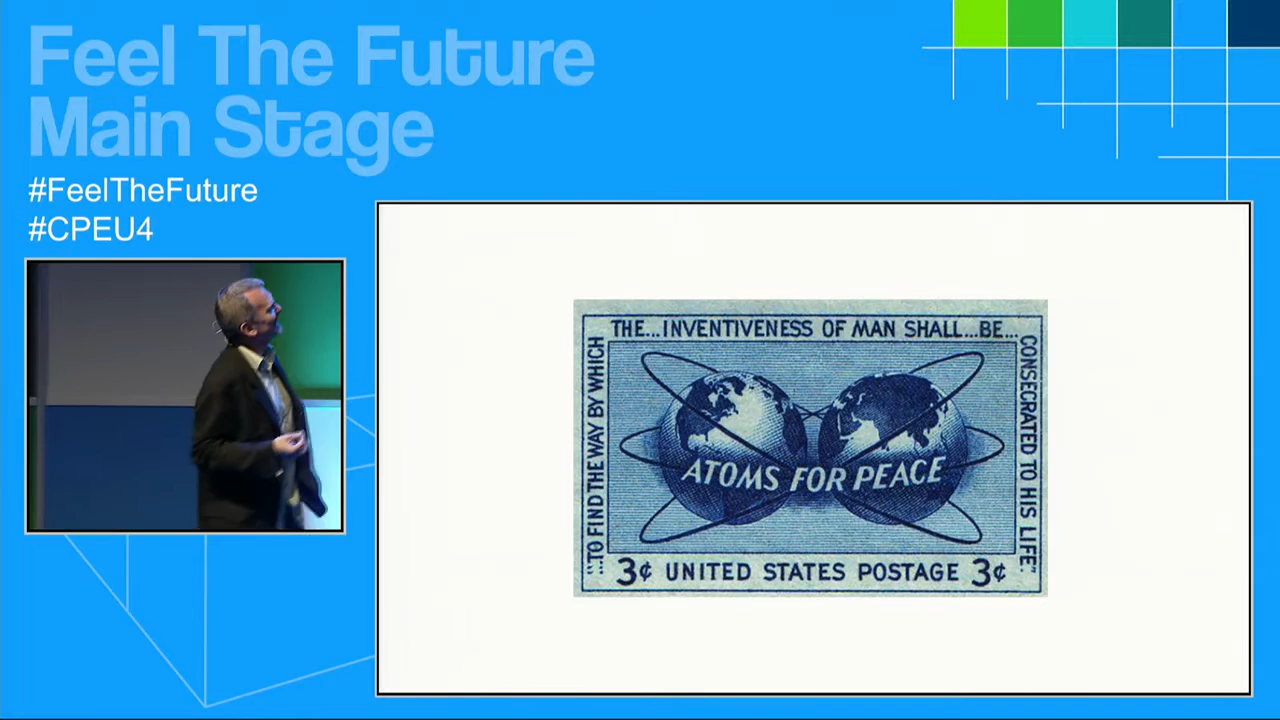 Feel The Future
Main Stage
#FeelTheFuture
#CPEU4
"...TO FIND THE WAY BY WHICH
THE...INVENTIVENESS OF MAN SHALL...BE...
CONSECRATED TO HIS LIFE."
ATOMS FOR PEACE
3¢ UNITED STATES POSTAGE 3¢